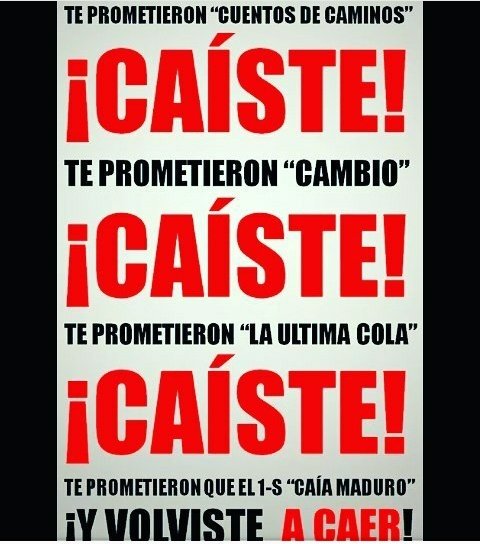 TE PROMETIERON “CUENTOS DE CAMINOS”
¡CAÍSTE!
TE PROMETIERON “CAMBIO”
¡CAÍSTE!
TE PROMETIERON “LA ULTIMA COLA”
¡CAÍSTE!
TE PROMETIERON QUE EL 1-S “CAÍA MADURO”
¡Y VOLVISTE A CAER!